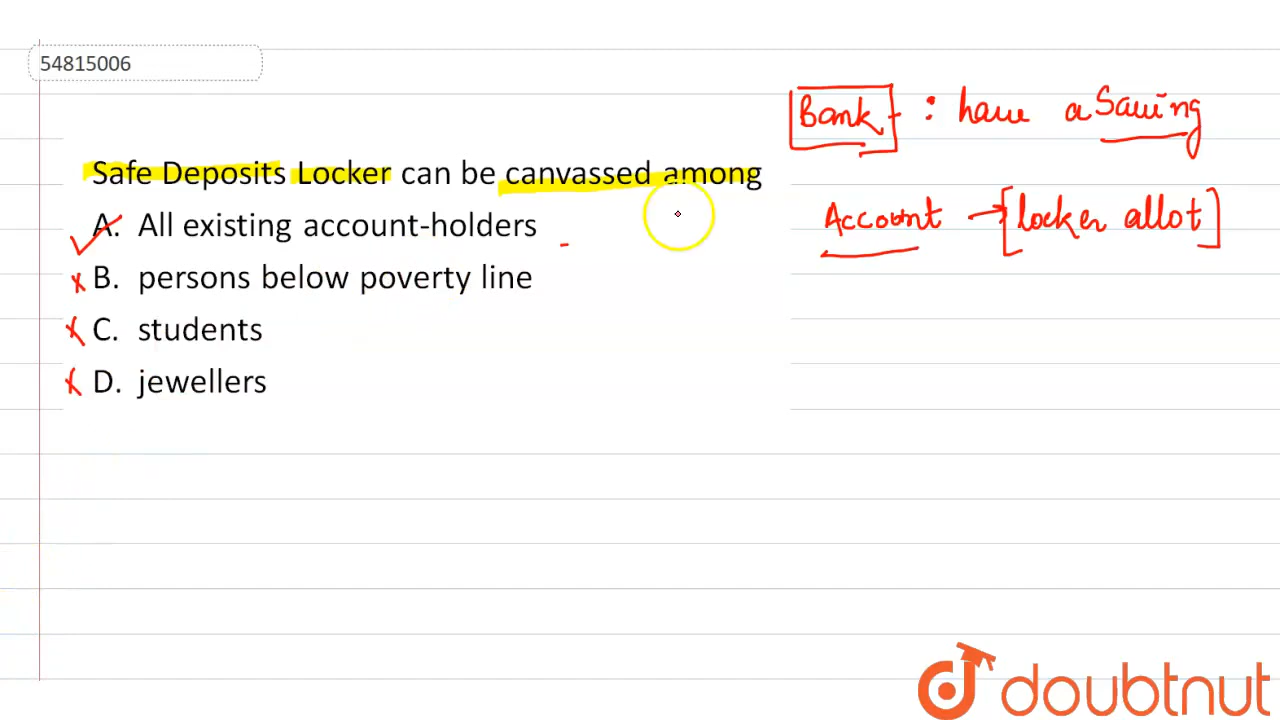 54815006
Bank : have a Saving
Safe Deposits Locker can be canvassed among
A. All existing account-holders
Account → [locker allot]
B. persons below poverty line
C. students
D. jewellers
doubtnut